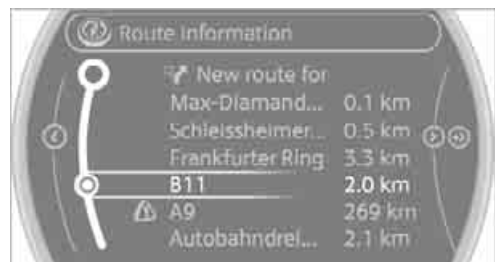 Route information
New route for
Max-Diamand... 0.1 km
Schleissheimer... 0.5 km
Frankfurter Ring 3.3 km
B11 2.0 km
A9 269 km
Autobahndrei... 2.1 km